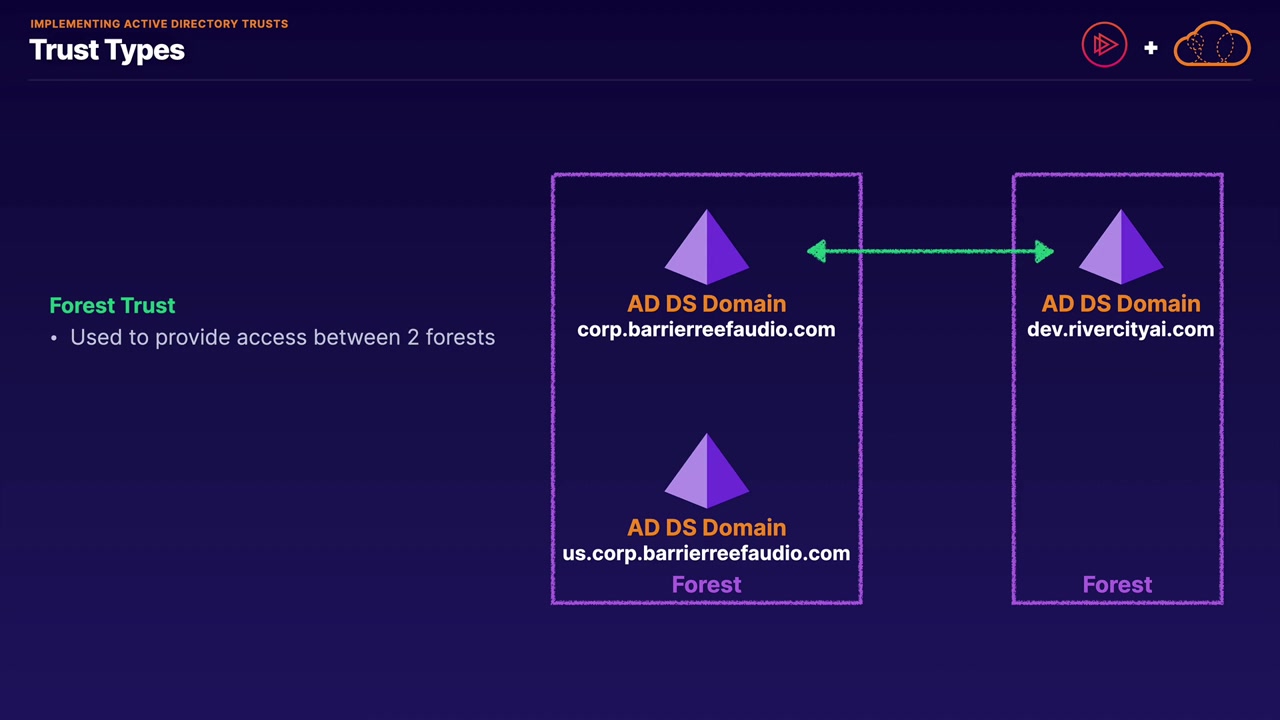 IMPLEMENTING ACTIVE DIRECTORY TRUSTS
Trust Types
+
Forest Trust
• Used to provide access between 2 forests
AD DS Domain
corp.barrierreefaudio.com
AD DS Domain
us.corp.barrierreefaudio.com
Forest
AD DS Domain
dev.rivercityai.com
Forest